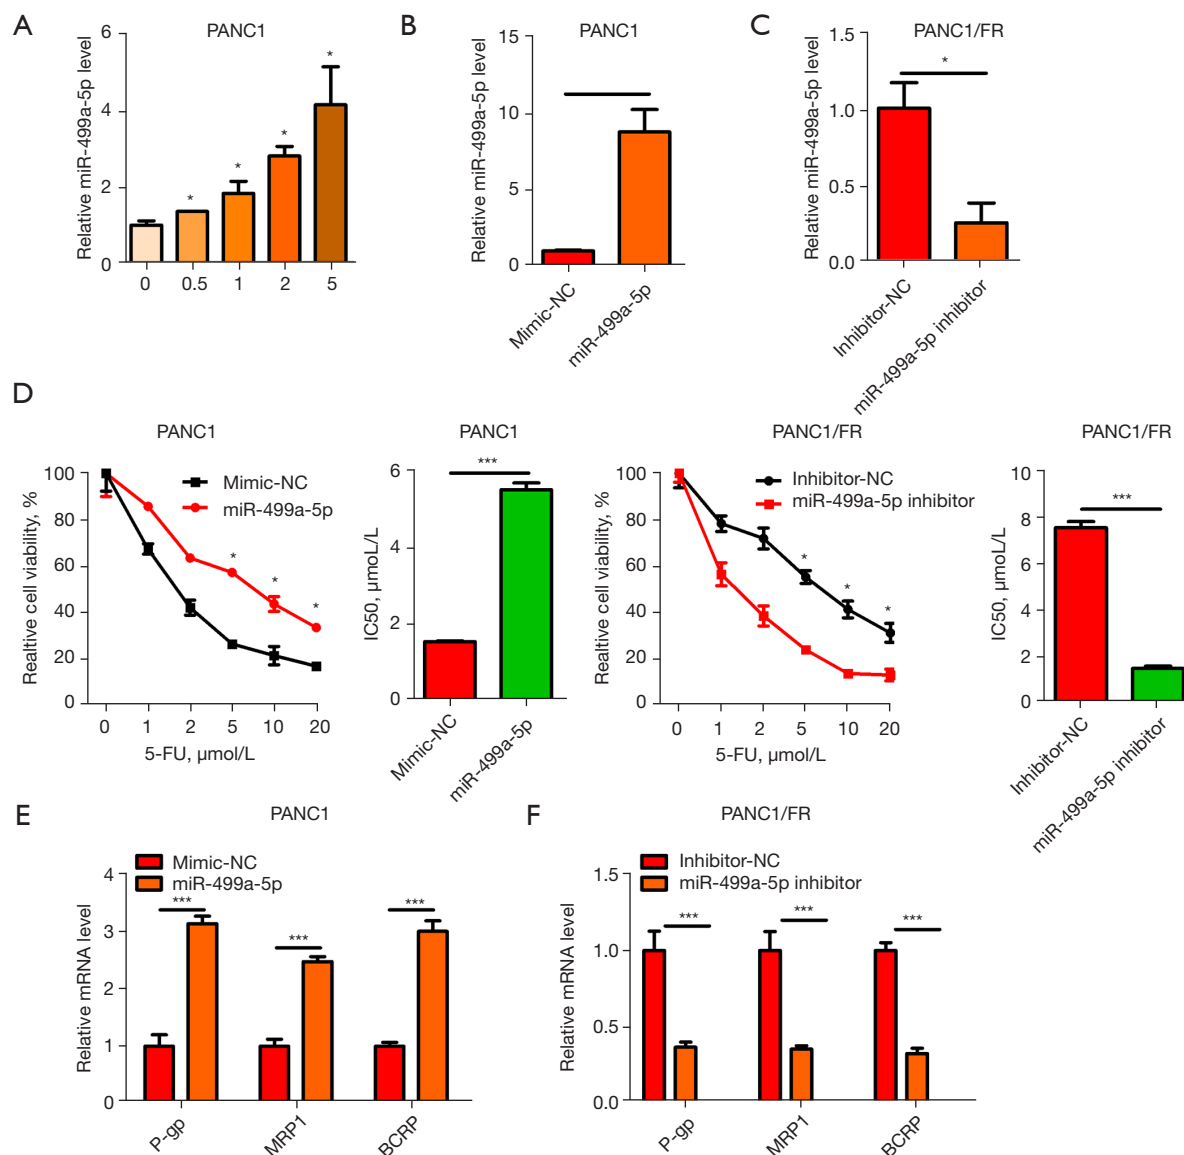 A
PANC1
Relative miR-499a-5p level
6
4
2
0
*
*
*
*
0 0.5 1 2 5
B
PANC1
Relative miR-499a-5p level
15
10
5
0
Mimic-NC
miR-499a-5p
C
PANC1/FR
Relative miR-499a-5p level
1.5
1.0
0.5
0.0
*
Inhibitor-NC
miR-499a-5p inhibitor
D
PANC1
Realtive cell viability, %
100
80
60
40
20
0
Mimic-NC
miR-499a-5p
*
*
*
0 1 2 5 10 20
5-FU, µmol/L
PANC1
IC50, µmoL/L
6
4
2
0
***
Mimic-NC
miR-499a-5p
PANC1/FR
Realtive cell viability, %
100
80
60
40
20
0
Inhibitor-NC
miR-499a-5p inhibitor
*
*
*
0 1 2 5 10 20
5-FU, µmol/L
PANC1/FR
IC50, µmoL/L
10
8
6
4
2
0
***
Inhibitor-NC
miR-499a-5p inhibitor
E
PANC1
Mimic-NC
miR-499a-5p
Relative mRNA level
4
3
2
1
0
***
***
***
P-gp
MRP1
BCRP
F
PANC1/FR
Inhibitor-NC
miR-499a-5p inhibitor
Relative mRNA level
1.5
1.0
0.5
0.0
***
***
***
P-gp
MRP1
BCRP